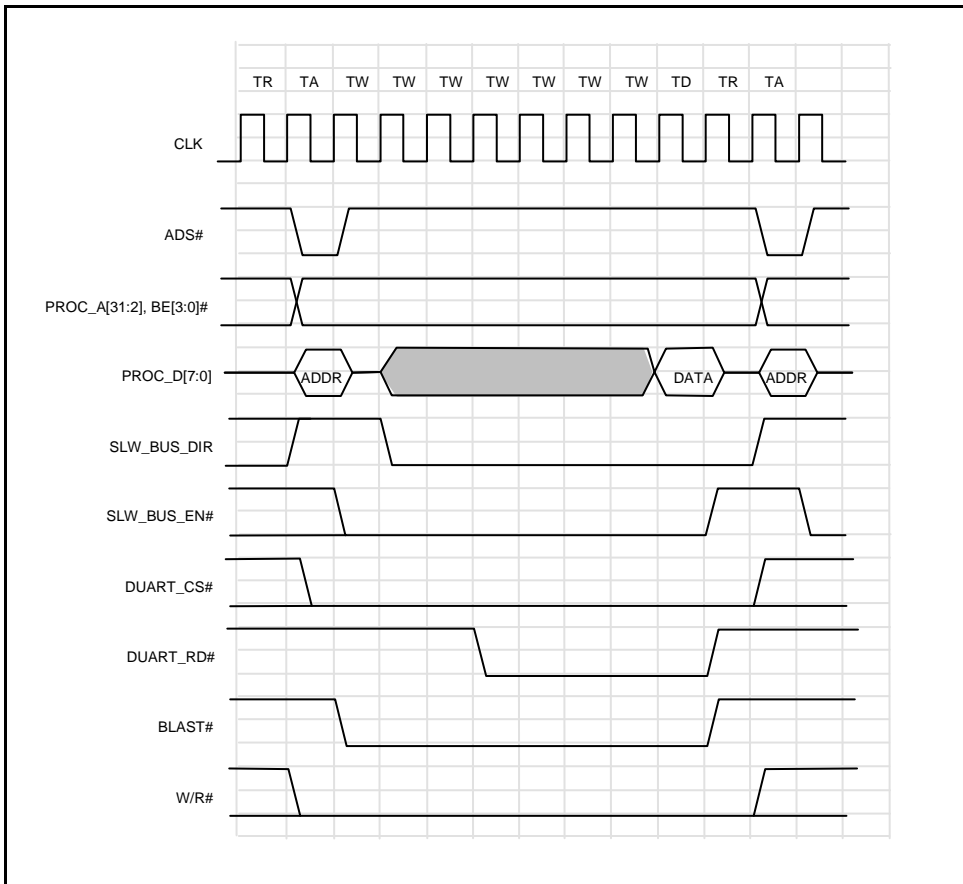 TR TA TW TW TW TW TW TW TW TD TR TA
CLK
ADS#
PROC_A[31:2], BE[3:0]#
PROC_D[7:0]
ADDR DATA ADDR
SLW_BUS_DIR
SLW_BUS_EN#
DUART_CS#
DUART_RD#
BLAST#
W/R#